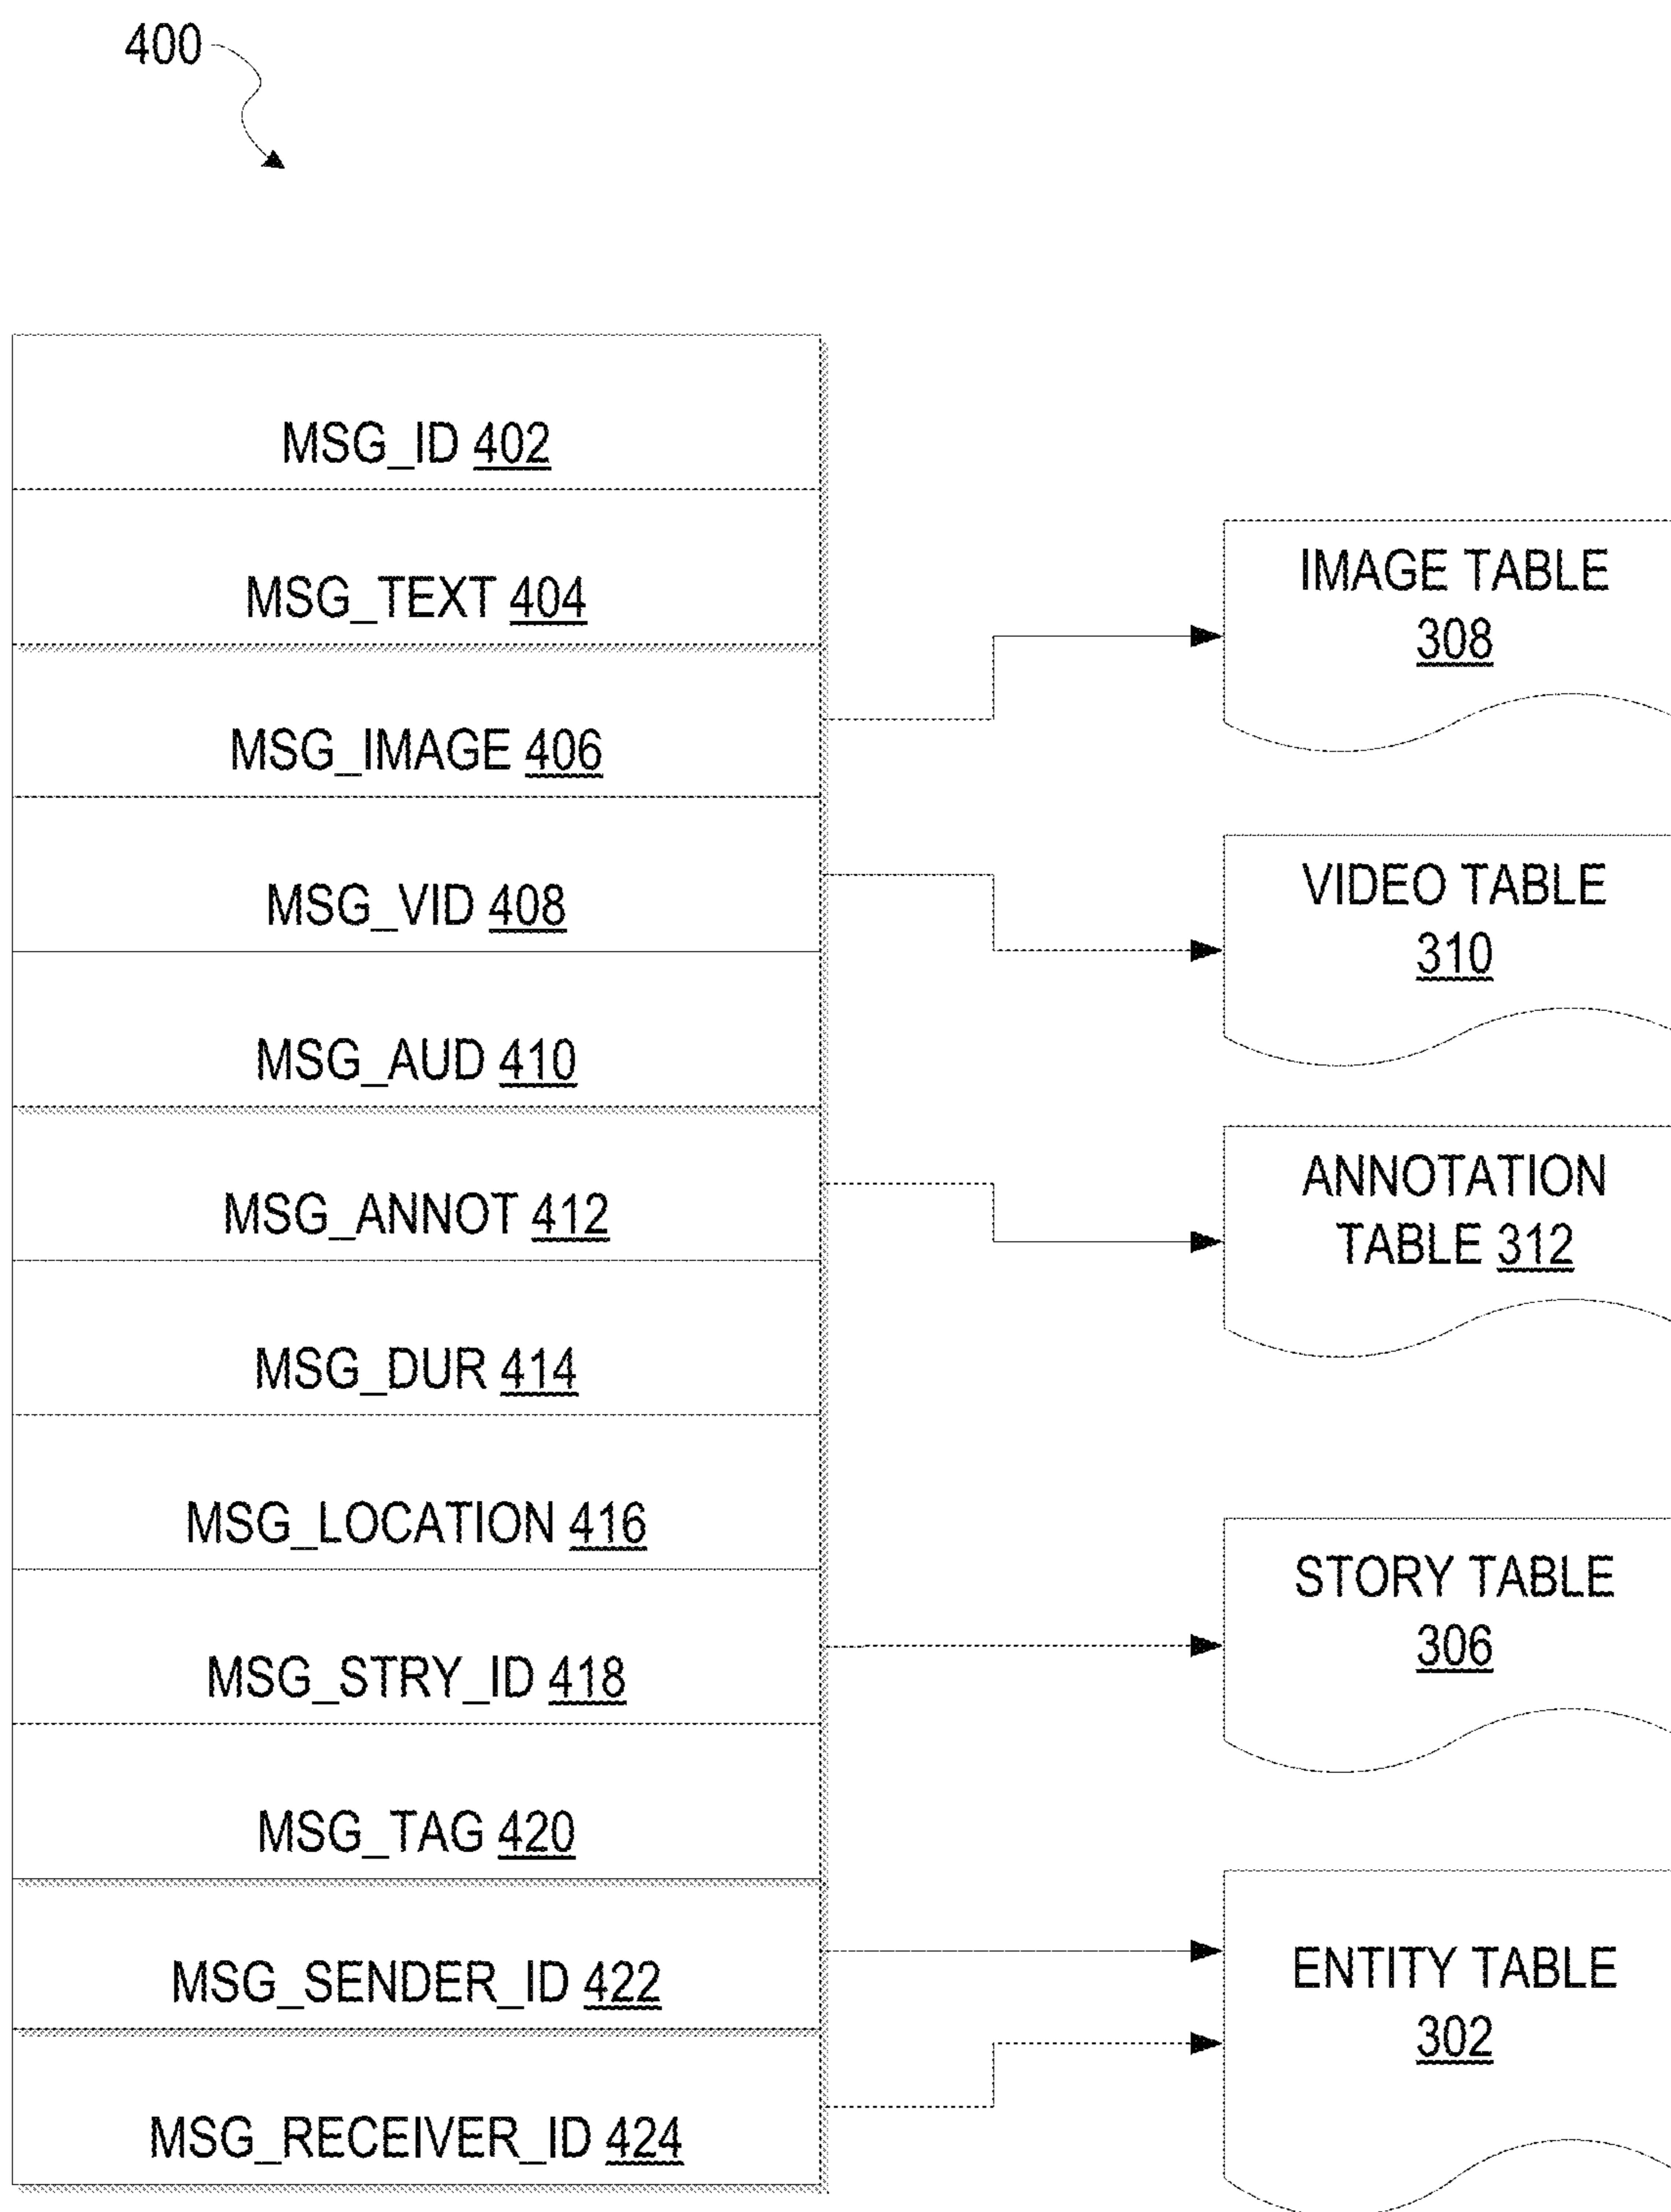 400
MSG_ID 402
MSG_TEXT 404
MSG_IMAGE 406
MSG_VID 408
MSG_AUD 410
MSG_ANNOT 412
MSG_DUR 414
MSG_LOCATION 416
MSG_STRY_ID 418
MSG_TAG 420
MSG_SENDER_ID 422
MSG_RECEIVER_ID 424
IMAGE TABLE
308
VIDEO TABLE
310
ANNOTATION
TABLE 312
STORY TABLE
306
ENTITY TABLE
302